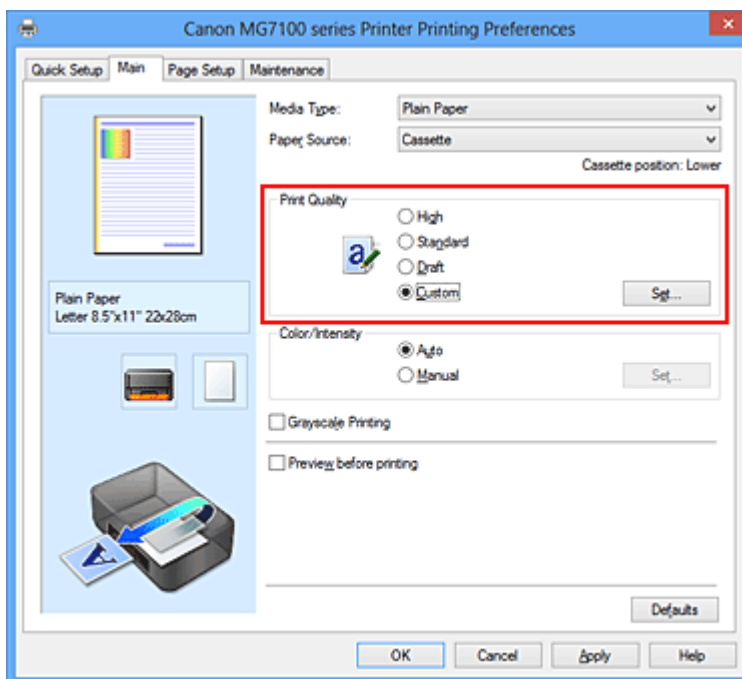 Canon MG7100 series Printer Printing Preferences
Quick Setup Main Page Setup Maintenance
Media Type: Plain Paper
Paper Source: Cassette
Cassette position: Lower
Print Quality
High
a Standard
Draft
Custom Set...
Plain Paper
Letter 8.5"x11" 22x28cm
Color/Intensity
Auto
Manual Set...
Grayscale Printing
Preview before printing
A
Defaults
OK Cancel Apply Help